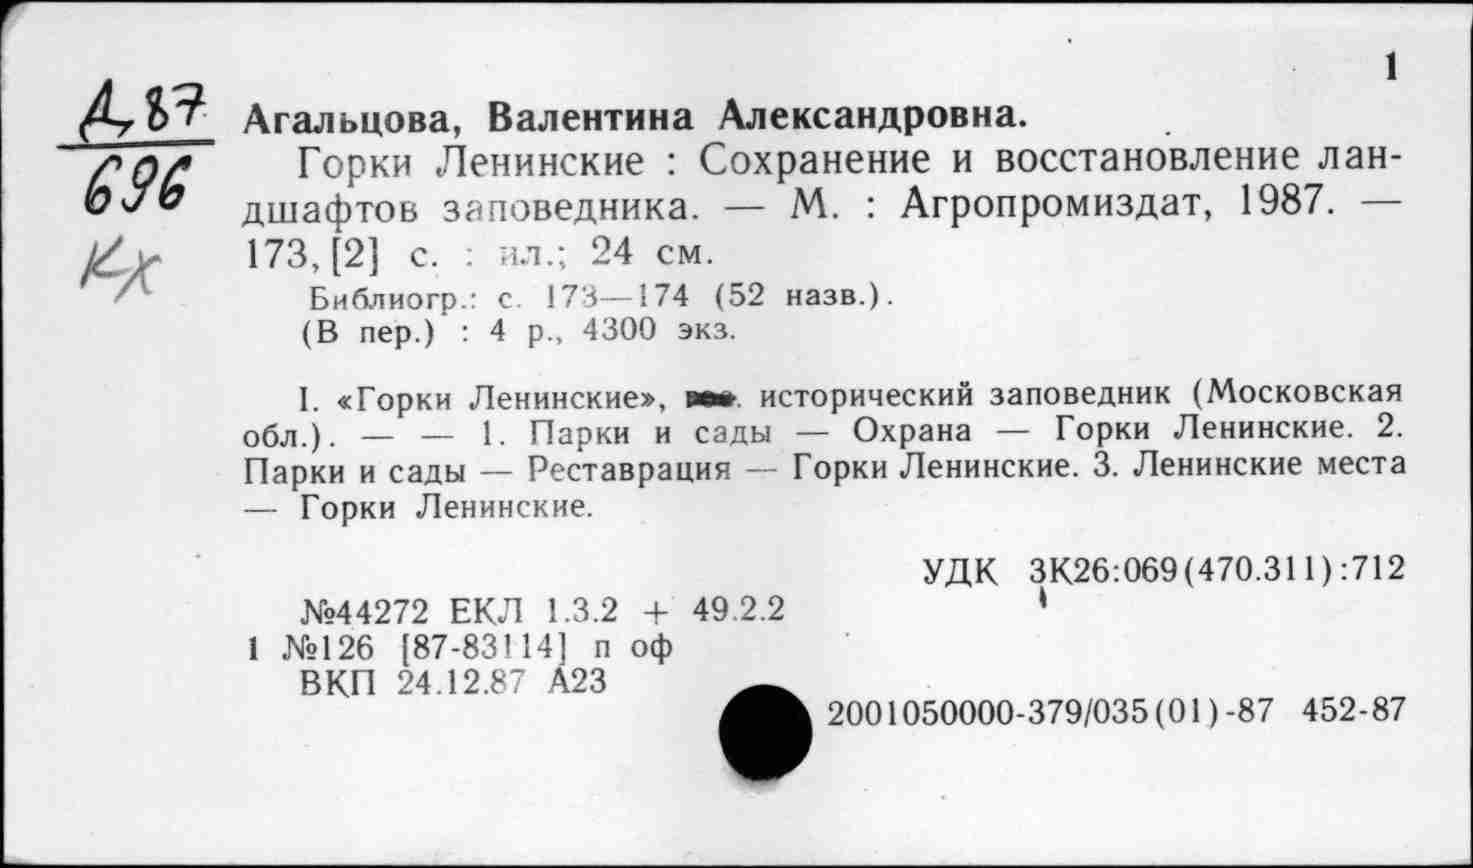 1
Д 87
696
Кх
Агальцова, Валентина Александровна.
Горки Ленинские : Сохранение и восстановление лан-
дшафтов заповедника. — М. : Агропромиздат, 1987. —
173, [2] с. : ил.; 24 см.
Библиогр.: с. 173—174 (52 назв.).
(В пер.) : 4 р., 4300 экз.
I. «Горки Ленинские», исторический заповедник (Московская
обл.). — — 1. Парки и сады — Охрана — Горки Ленинские. 2.
Парки и сады — Реставрация — Горки Ленинские. 3. Ленинские места
— Горки Ленинские.
УДК 3К26:069(470.311):712
№44272 ЕКЛ 1.3.2 + 49.2.2
1 №126 [87-83114] п оф
ВКП 24.12.87 А23
2001050000-379/035(01)-87 452-87